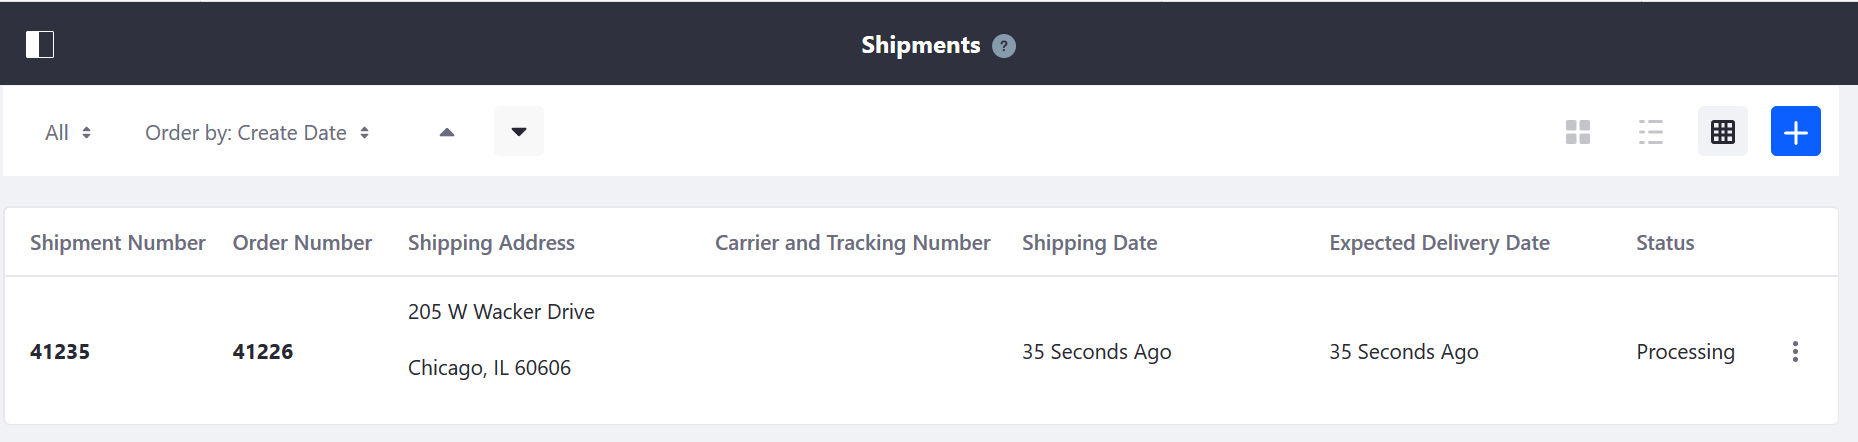 Shipments ?
All Order by: Create Date
Shipment Number Order Number Shipping Address Carrier and Tracking Number Shipping Date Expected Delivery Date Status
205 W Wacker Drive
41235 41226 35 Seconds Ago 35 Seconds Ago Processing
Chicago, IL 60606